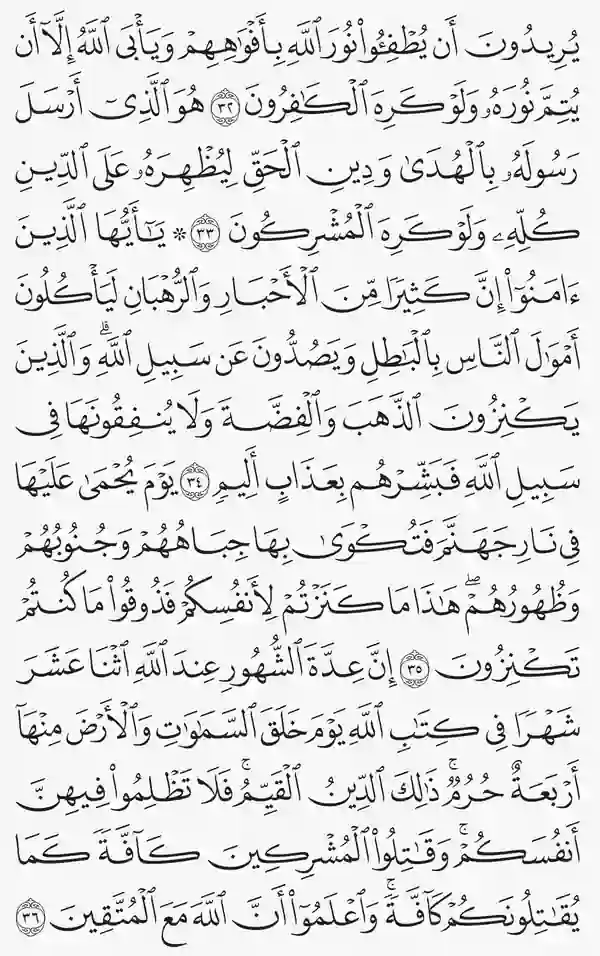 يُرِيدُونَ أَن يُطۡفِـُٔواْ نُورَ ٱللَّهِ بِأَفۡوَٰهِهِمۡ وَيَأۡبَى ٱللَّهُ إِلَّآ أَن
يُتِمَّ نُورَهُۥ وَلَوۡ كَرِهَ ٱلۡكَٰفِرُونَ ٣٢ هُوَ ٱلَّذِيٓ أَرۡسَلَ
رَسُولَهُۥ بِٱلۡهُدَىٰ وَدِينِ ٱلۡحَقِّ لِيُظۡهِرَهُۥ عَلَى ٱلدِّينِ
كُلِّهِۦ وَلَوۡ كَرِهَ ٱلۡمُشۡرِكُونَ ٣٣ * يَٰٓأَيُّهَا ٱلَّذِينَ
ءَامَنُوٓاْ إِنَّ كَثِيرٗا مِّنَ ٱلۡأَحۡبَارِ وَٱلرُّهۡبَانِ لَيَأۡكُلُونَ
أَمۡوَٰلَ ٱلنَّاسِ بِٱلۡبَٰطِلِ وَيَصُدُّونَ عَن سَبِيلِ ٱللَّهِۗ وَٱلَّذِينَ
يَكۡنِزُونَ ٱلذَّهَبَ وَٱلۡفِضَّةَ وَلَا يُنفِقُونَهَا فِي
سَبِيلِ ٱللَّهِ فَبَشِّرۡهُم بِعَذَابٍ أَلِيمٖ ٣٤ يَوۡمَ يُحۡمَىٰ عَلَيۡهَا
فِي نَارِ جَهَنَّمَ فَتُكۡوَىٰ بِهَا جِبَاهُهُمۡ وَجُنُوبُهُمۡ
وَظُهُورُهُمۡۖ هَٰذَا مَا كَنَزۡتُمۡ لِأَنفُسِكُمۡ فَذُوقُواْ مَا كُنتُمۡ
تَكۡنِزُونَ ٣٥ إِنَّ عِدَّةَ ٱلشُّهُورِ عِندَ ٱللَّهِ ٱثۡنَا عَشَرَ
شَهۡرٗا فِي كِتَٰبِ ٱللَّهِ يَوۡمَ خَلَقَ ٱلسَّمَٰوَٰتِ وَٱلۡأَرۡضَ مِنۡهَآ
أَرۡبَعَةٌ حُرُمٞۚ ذَٰلِكَ ٱلدِّينُ ٱلۡقَيِّمُۚ فَلَا تَظۡلِمُواْ فِيهِنَّ
أَنفُسَكُمۡۚ وَقَٰتِلُواْ ٱلۡمُشۡرِكِينَ كَآفَّةٗ كَمَا
يُقَٰتِلُونَكُمۡ كَآفَّةٗۚ وَٱعۡلَمُوٓاْ أَنَّ ٱللَّهَ مَعَ ٱلۡمُتَّقِينَ ٣٦